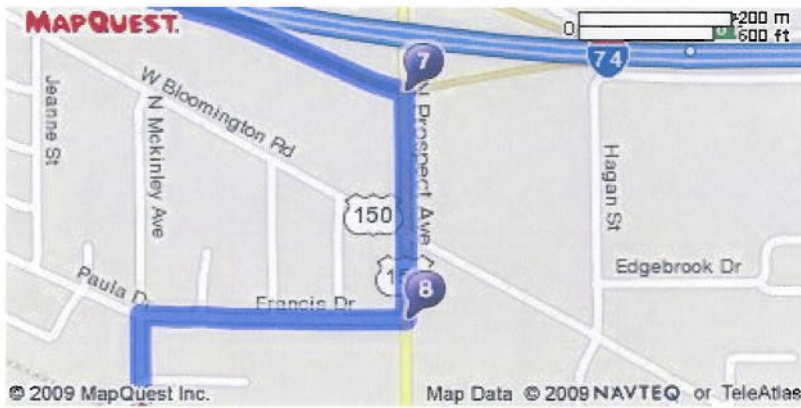 MAPQUEST.
0
200 m
600 ft
7
74
Jeanne St
W Bloomington Rd
N Mckinley Ave
N Prospect Ave
Hagan St
150
Edgebrook Dr
Paula D
8
Francis Dr
© 2009 MapQuest Inc.
Map Data © 2009 NAVTEQ or TeleAtlas